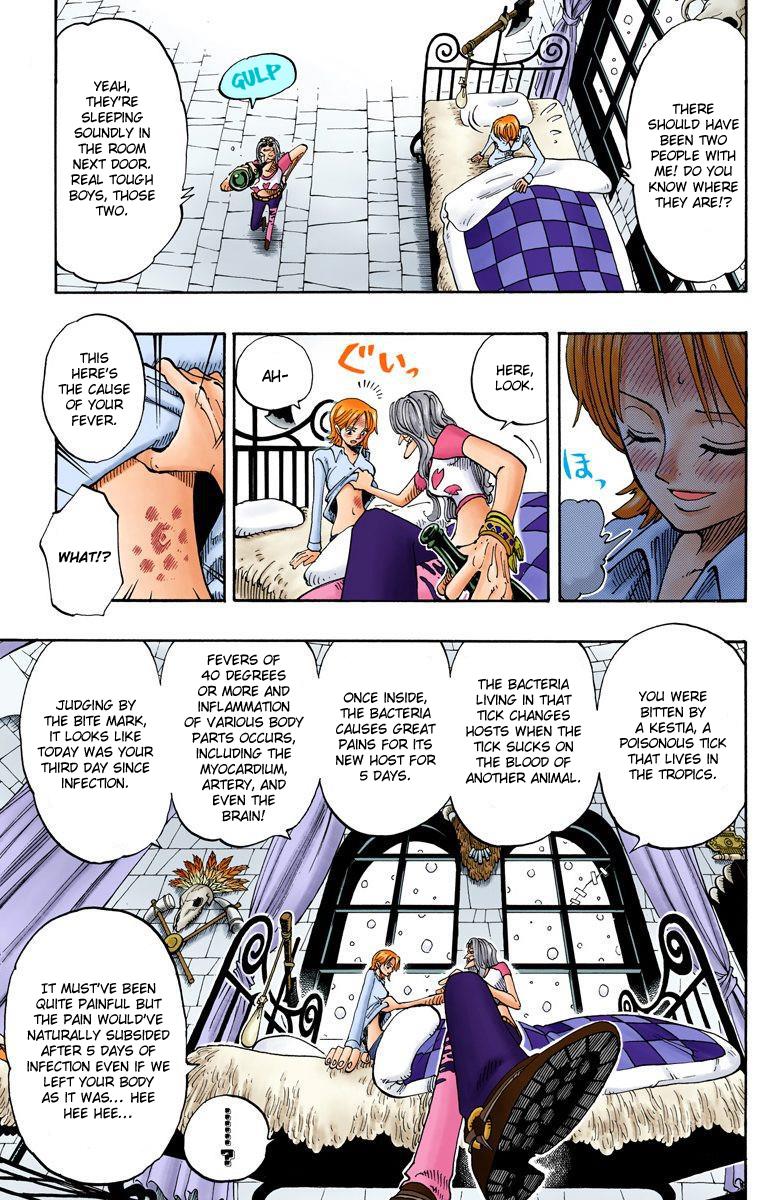 THERE
SHOULD HAVE
BEEN TWO
PEOPLE WITH
ME! DO YOU
KNOW WHERE
THEY ARE!?
GULP
YEAH,
THEY'RE
SLEEPING
SOUNDLY IN
THE ROOM
NEXT DOOR.
REAL TOUGH
BOYS, THOSE
TWO.
ほっ
HERE,
LOOK.
ぐいっ
AH-
THIS
HERE'S
THE CAUSE
OF YOUR
FEVER.
WHAT!?
YOU WERE
BITTEN BY
A KESTIA, A
POISONOUS TICK
THAT LIVES IN
THE TROPICS.
THE BACTERIA
LIVING IN THAT
TICK CHANGES
HOSTS WHEN THE
TICK SUCKS ON
THE BLOOD OF
ANOTHER ANIMAL.
ONCE INSIDE,
THE BACTERIA
CAUSES GREAT
PAINS FOR ITS
NEW HOST FOR
5 DAYS.
FEVERS OF
40 DEGREES
OR MORE AND
INFLAMMATION
OF VARIOUS BODY
PARTS OCCURS,
INCLUDING THE
MYOCARDIUM,
ARTERY, AND
EVEN THE
BRAIN!
JUDGING BY
THE BITE MARK,
IT LOOKS LIKE
TODAY WAS YOUR
THIRD DAY SINCE
INFECTION.
IT MUST'VE BEEN
QUITE PAINFUL BUT
THE PAIN WOULD'VE
NATURALLY SUBSIDED
AFTER 5 DAYS OF
INFECTION EVEN IF WE
LEFT YOUR BODY
AS IT WAS... HEE
HEE HEE...
......?